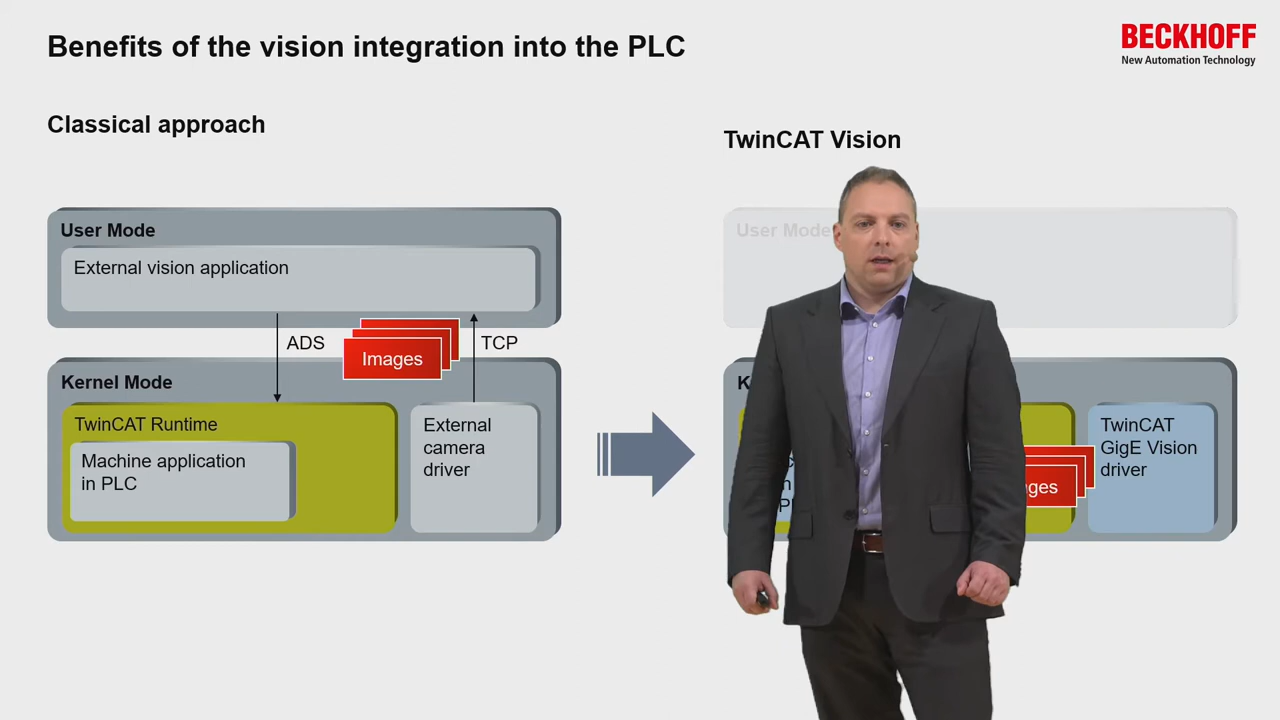 Benefits of the vision integration into the PLC
BECKHOFF
New Automation Technology
Classical approach
User Mode
External vision application
ADS
Images
TCP
Kernel Mode
TwinCAT Runtime
Machine application
in PLC
External
camera
driver
TwinCAT Vision
User Mode
TwinCAT
GigE Vision
driver